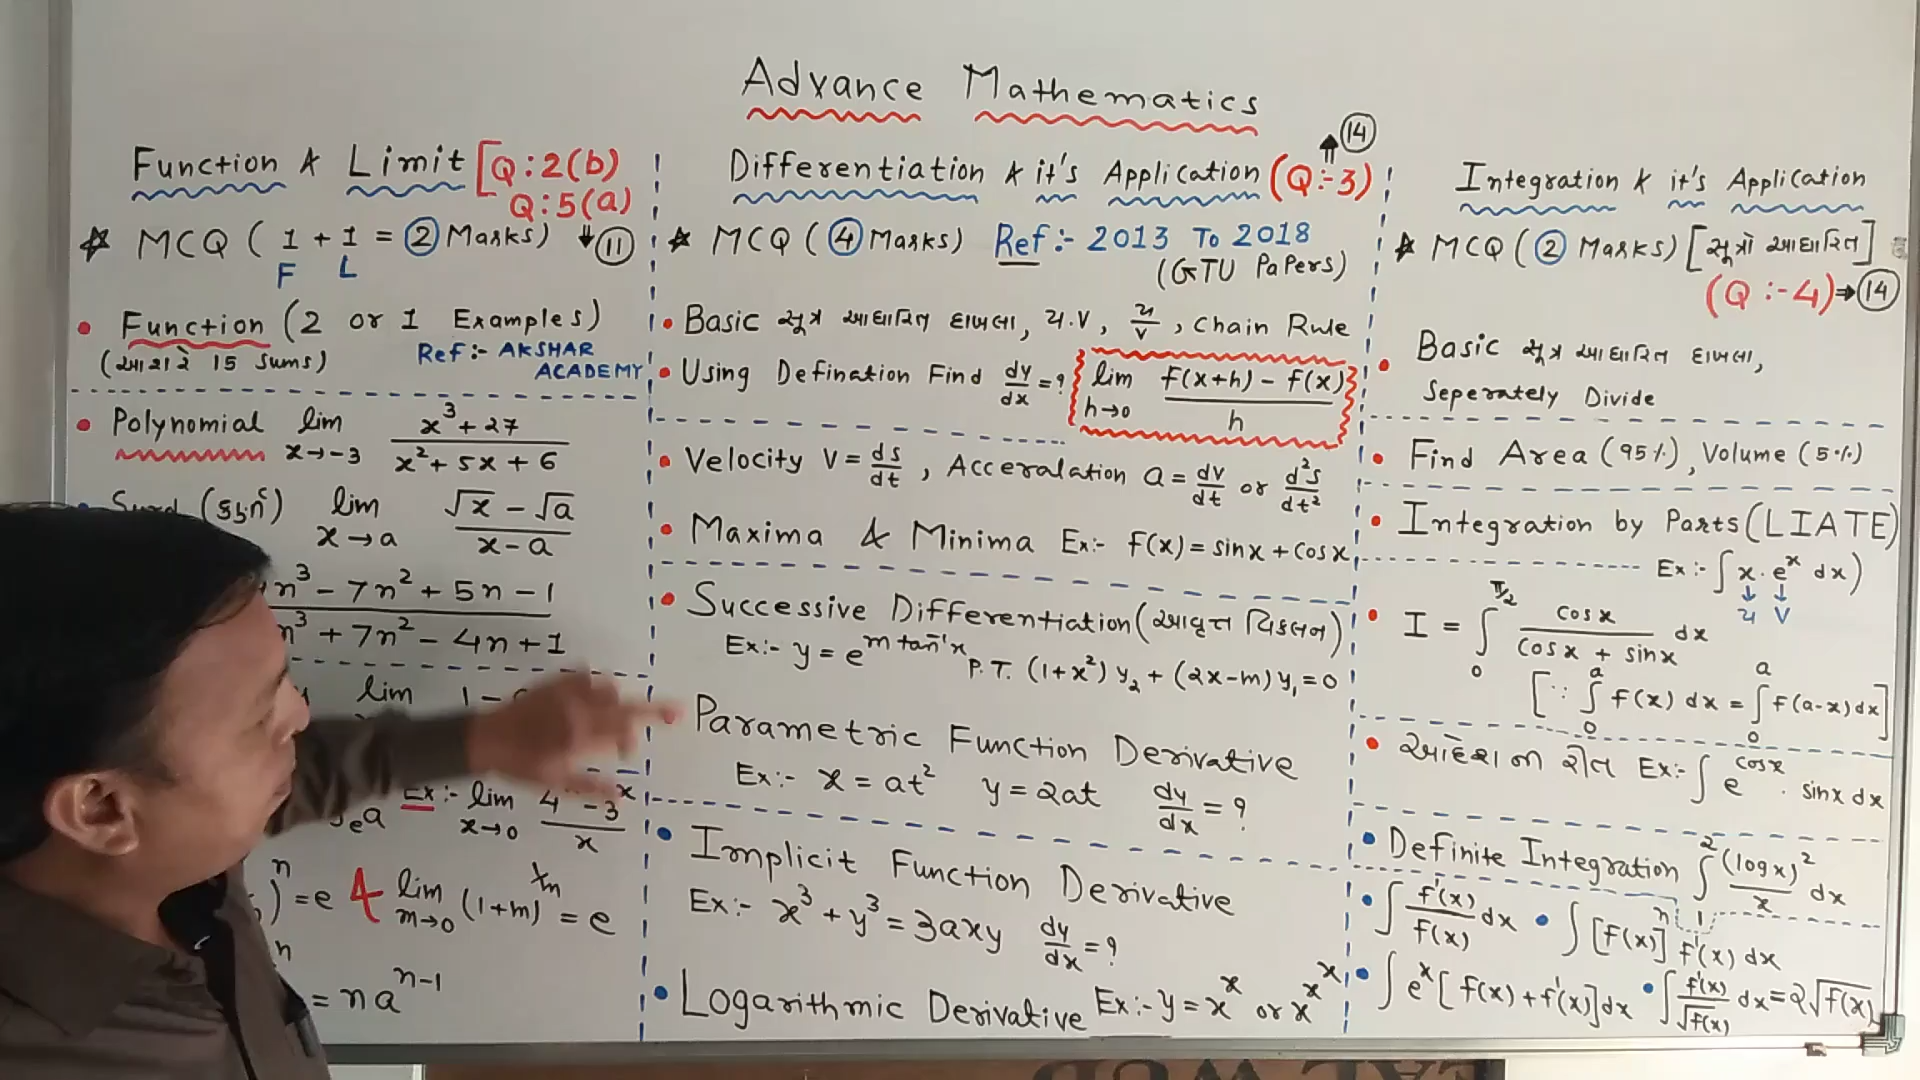 Advance Mathematics
Function & Limit [Q:2(b)
Q:5(a)
☆ MCQ ( 1 + 1 = ② Marks) ⇓ ⑪
F L
• Function (2 or 1 Examples)
(આશરે 15 sums)
Ref:- AKSHAR
ACADEMY
• Polynomial lim x→-3 (x³+27)/(x²+5x+6)
(કરણી) lim x→a (√x-√a)/(x-a)
n³-7n²+5n-1
n³+7n²-4n+1
lim 1-
Ex:- lim x→0 (4ˣ-3ˣ)/x
ₑa
)ⁿ=e & lim m→0 (1+m)^(1/m) = e
= naⁿ⁻¹
Differentiation & it's Application (Q:-3) ⇑ ⑭
☆ MCQ (④ Marks) Ref:- 2013 To 2018
(GTU PaPers)
• Basic સૂત્ર આધારિત દાખલા, u.v, u/v, Chain Rule
• Using Defination Find dy/dx=? lim h→0 (f(x+h)-f(x))/h
• Velocity V=ds/dt, Acceralation a=dv/dt or d²s/dt²
• Maxima & Minima Ex:- f(x)=sinx+cosx
• Successive Differentiation(આવૃત્ત વિકલન)
Ex:- y=e^(m tan⁻¹x) P.T. (1+x²)y₂+(2x-m)y₁=0
Parametric Function Derivative
Ex:- x=at² y=2at dy/dx=?
• Implicit Function Derivative
Ex:- x³+y³=3axy dy/dx=?
• Logarithmic Derivative Ex:- y=x^x or x^x^x
Integration & it's Application
☆ MCQ (② Marks) [સૂત્રો આધારિત]
(Q:-4)⇒⑭
• Basic સૂત્ર આધારિત દાખલા,
Seperately Divide
• Find Area (95%), Volume (5%)
• Integration by Parts(LIATE)
Ex:- ∫x·eˣ dx)
u v
• I = ∫₀^(π/2) cosx/(cosx+sinx) dx
[∵ ∫₀^a f(x)dx = ∫₀^a f(a-x)dx]
• આદેશની રીત Ex:- ∫e^(cosx)·sinx dx
• Definite Integration ∫₁² (logx)²/x dx
• ∫f'(x)/f(x) dx • ∫[f(x)]ⁿ f'(x) dx
• ∫eˣ[f(x)+f'(x)]dx • ∫f'(x)/√f(x) dx=2√f(x)